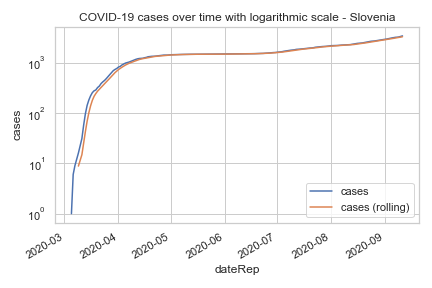 COVID-19 cases over time with logarithmic scale - Slovenia
cases
10³
10²
10¹
10⁰
cases
cases (rolling)
2020-03
2020-04
2020-05
2020-06
2020-07
2020-08
2020-09
dateRep